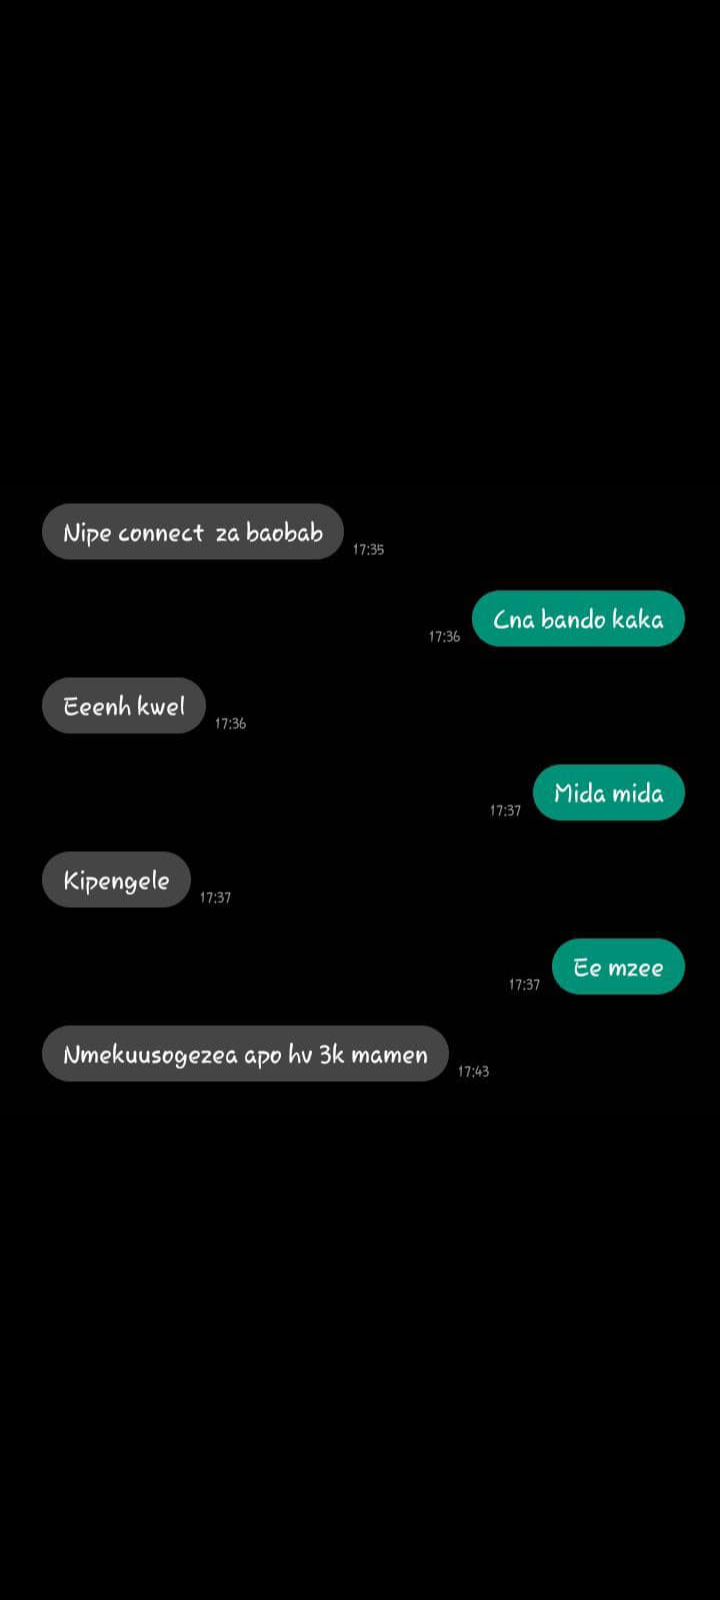 Nipe connect za baobab
17:35
Cna bando kaka
17:36
Eeenh kwel
17:36
Mida mida
17:37
Kipengele
17:37
Ee mzee
17:37
Nmekuusogezea apo hv 3k mamen
17:43